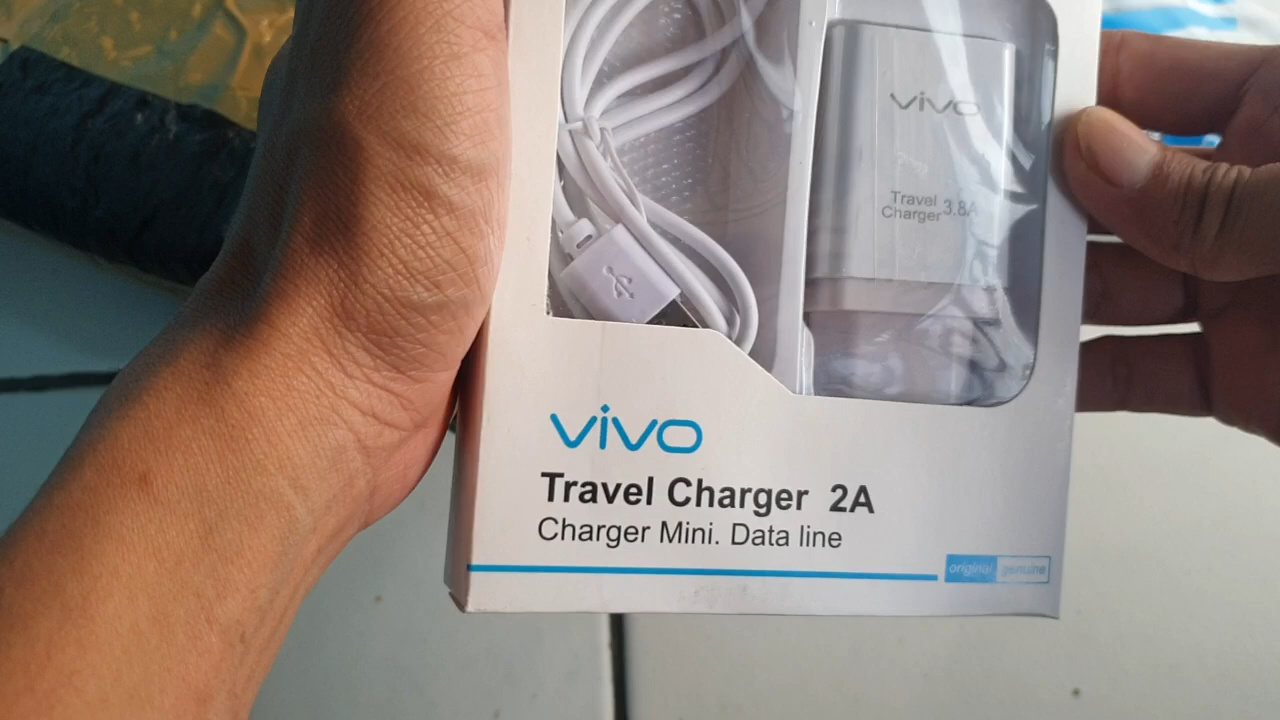 vivo
Travel
Charger 3.8A
vivo
Travel Charger 2A
Charger Mini. Data line
original genuine